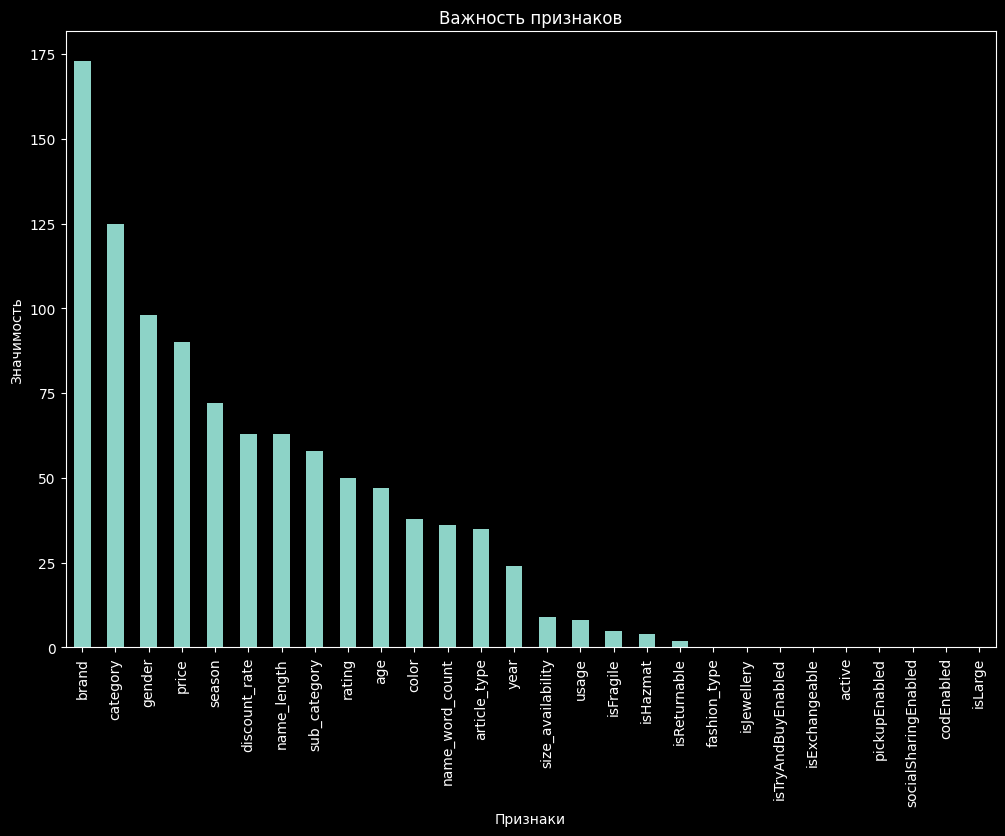 Важность признаков
Значимость
175
150
125
100
75
50
25
0
brand
category
gender
price
season
discount_rate
name_length
sub_category
rating
age
color
name_word_count
article_type
year
size_availability
usage
isFragile
isHazmat
isReturnable
fashion_type
isJewellery
isTryAndBuyEnabled
isExchangeable
active
pickupEnabled
socialSharingEnabled
codEnabled
isLarge
Признаки